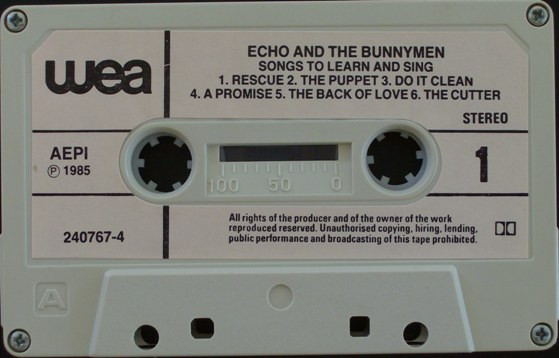 wea
ECHO AND THE BUNNYMEN
SONGS TO LEARN AND SING
1. RESCUE 2. THE PUPPET 3. DO IT CLEAN
4. A PROMISE 5. THE BACK OF LOVE 6. THE CUTTER
STEREO
AEPI
℗ 1985
1
100 50 0
240767-4
All rights of the producer and of the owner of the work
reproduced reserved. Unauthorised copying, hiring, lending,
public performance and broadcasting of this tape prohibited.
A